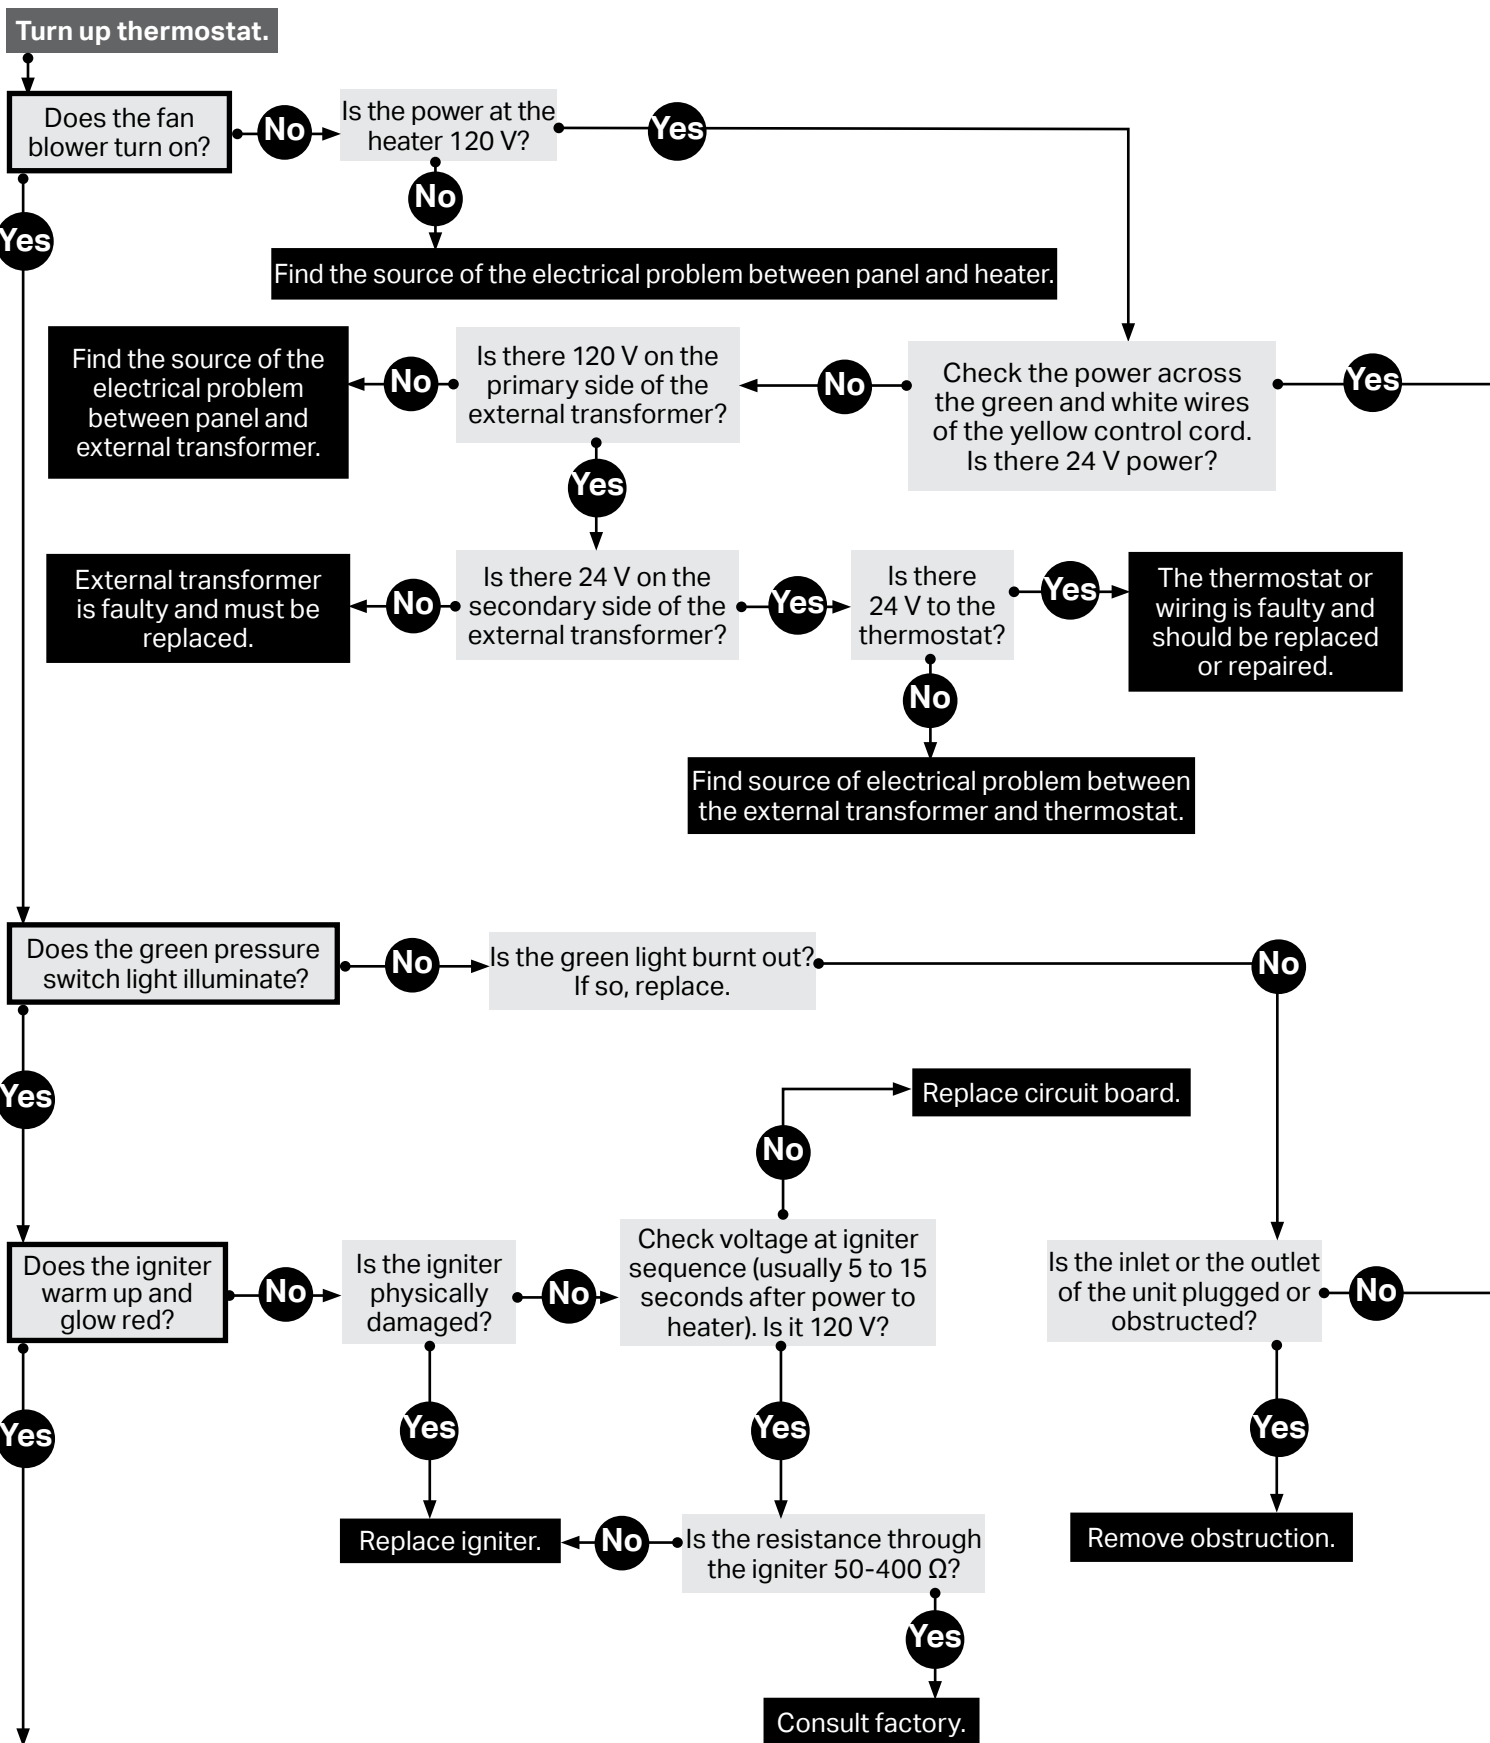 Turn up thermostat.
Does the fan
blower turn on?
No
Is the power at the
heater 120 V?
Yes
No
Yes
Find the source of the electrical problem between panel and heater.
Find the source of the
electrical problem
between panel and
external transformer.
No
Is there 120 V on the
primary side of the
external transformer?
No
Check the power across
the green and white wires
of the yellow control cord.
Is there 24 V power?
Yes
Yes
External transformer
is faulty and must be
replaced.
No
Is there 24 V on the
secondary side of the
external transformer?
Yes
Is there
24 V to the
thermostat?
Yes
The thermostat or
wiring is faulty and
should be replaced
or repaired.
No
Find source of electrical problem between
the external transformer and thermostat.
Does the green pressure
switch light illuminate?
No
Is the green light burnt out?
If so, replace.
No
Yes
Replace circuit board.
No
Does the igniter
warm up and
glow red?
No
Is the igniter
physically
damaged?
No
Check voltage at igniter
sequence (usually 5 to 15
seconds after power to
heater). Is it 120 V?
Is the inlet or the outlet
of the unit plugged or
obstructed?
No
Yes
Yes
Yes
Yes
Replace igniter.
No
Is the resistance through
the igniter 50-400 Ω?
Remove obstruction.
Yes
Consult factory.